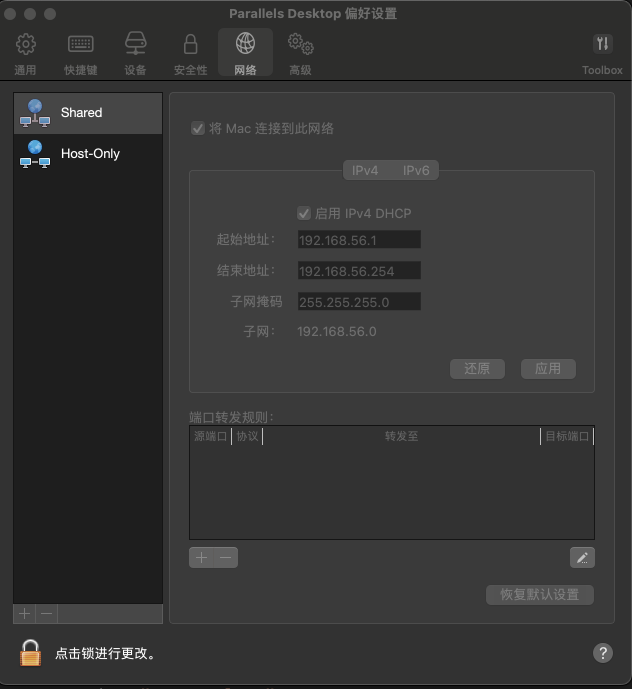 Parallels Desktop 偏好设置
通用 快捷键 设备 安全性 网络 高级 Toolbox
Shared
Host-Only
将 Mac 连接到此网络
IPv4 IPv6
启用 IPv4 DHCP
起始地址： 192.168.56.1
结束地址： 192.168.56.254
子网掩码 255.255.255.0
子网： 192.168.56.0
还原 应用
端口转发规则：
源端口 协议 转发至 目标端口
恢复默认设置
点击锁进行更改。
?